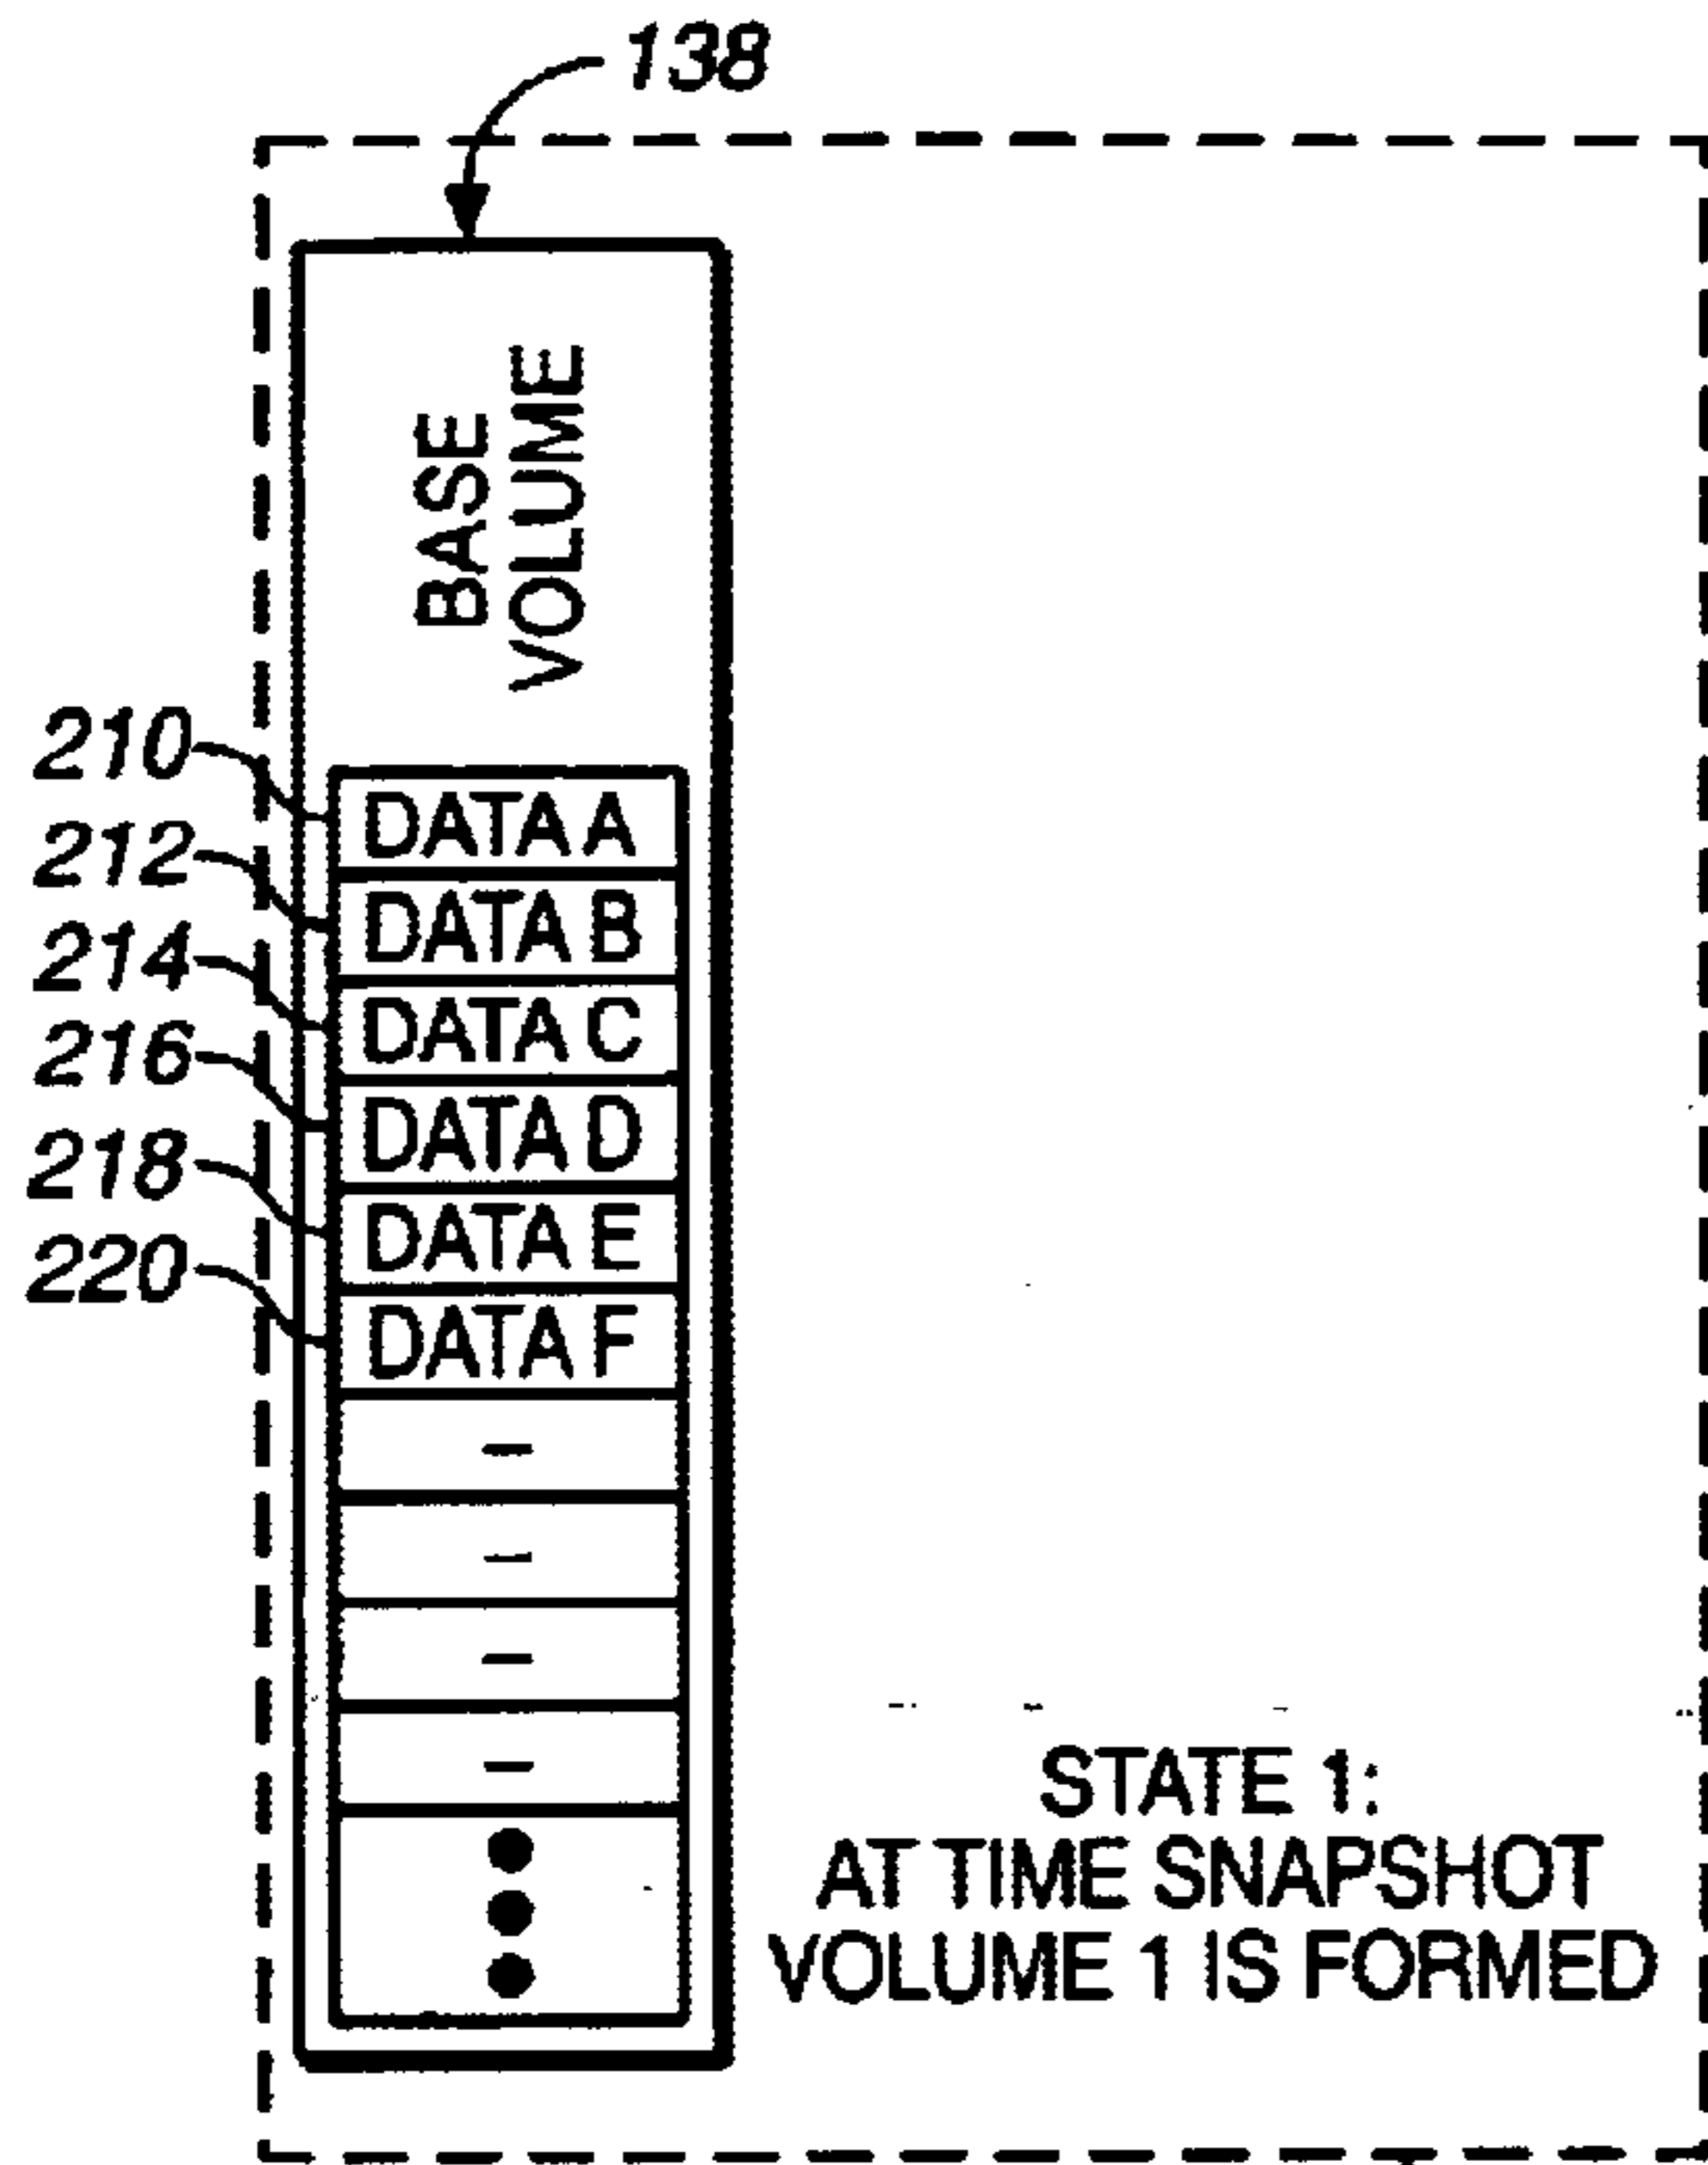 138
BASE
VOLUME
210
DATA A
212
DATA B
214
DATA C
216
DATA D
218
DATA E
220
DATA F
-
-
-
-
STATE 1:
AT TIME SNAPSHOT
VOLUME 1 IS FORMED